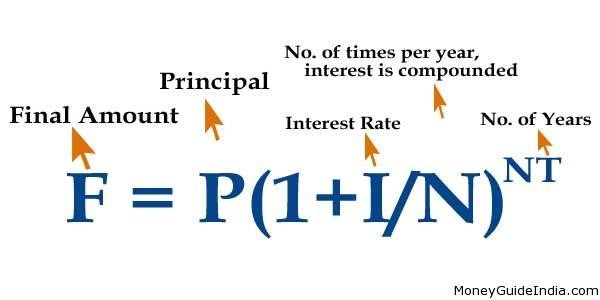 No. of times per year,
interest is compounded
Principal
Final Amount
Interest Rate
No. of Years
F = P(1+I/N)^NT
MoneyGuideIndia.com